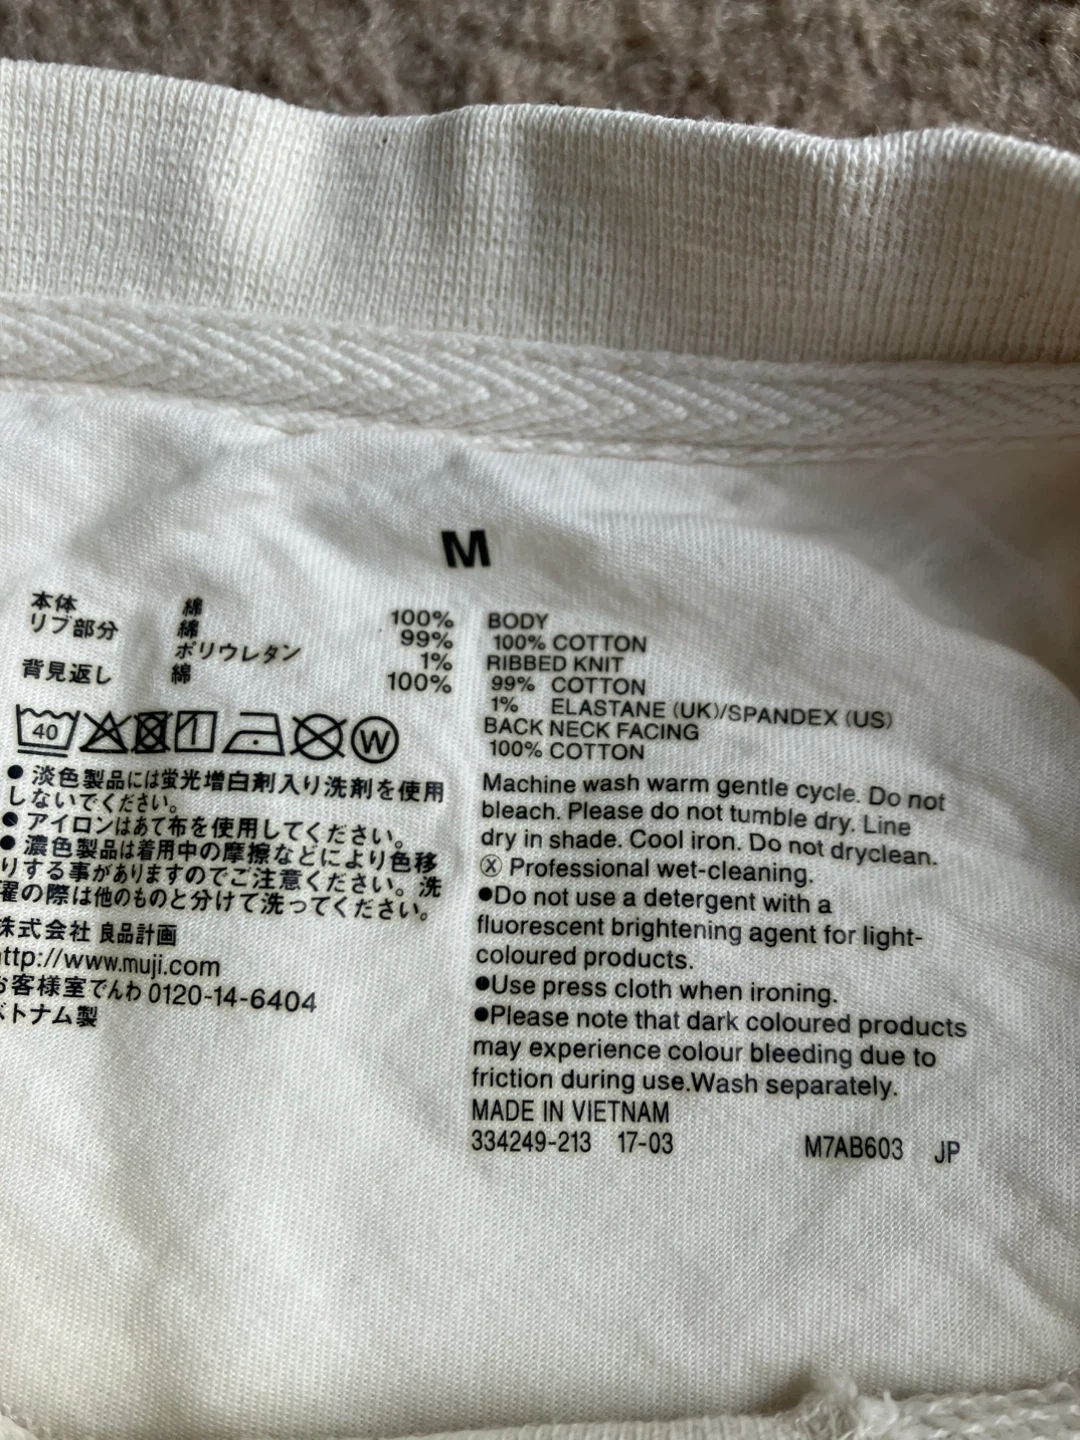 M
本体 綿 100%
リブ部分 綿 99%
ポリウレタン 1%
背見返し 綿 100%
40 W
● 淡色製品には蛍光増白剤入り洗剤を使用
しないでください。
● アイロンはあて布を使用してください。
● 濃色製品は着用中の摩擦などにより色移
りする事がありますのでご注意ください。洗
濯の際は他のものと分けて洗ってください。
株式会社 良品計画
http://www.muji.com
お客様室でんわ 0120-14-6404
ベトナム製
BODY
100% COTTON
RIBBED KNIT
99% COTTON
1% ELASTANE (UK)/SPANDEX (US)
BACK NECK FACING
100% COTTON
Machine wash warm gentle cycle. Do not
bleach. Please do not tumble dry. Line
dry in shade. Cool iron. Do not dryclean.
Ⓧ Professional wet-cleaning.
●Do not use a detergent with a
fluorescent brightening agent for light-
coloured products.
●Use press cloth when ironing.
●Please note that dark coloured products
may experience colour bleeding due to
friction during use.Wash separately.
MADE IN VIETNAM
334249-213 17-03 M7AB603 JP